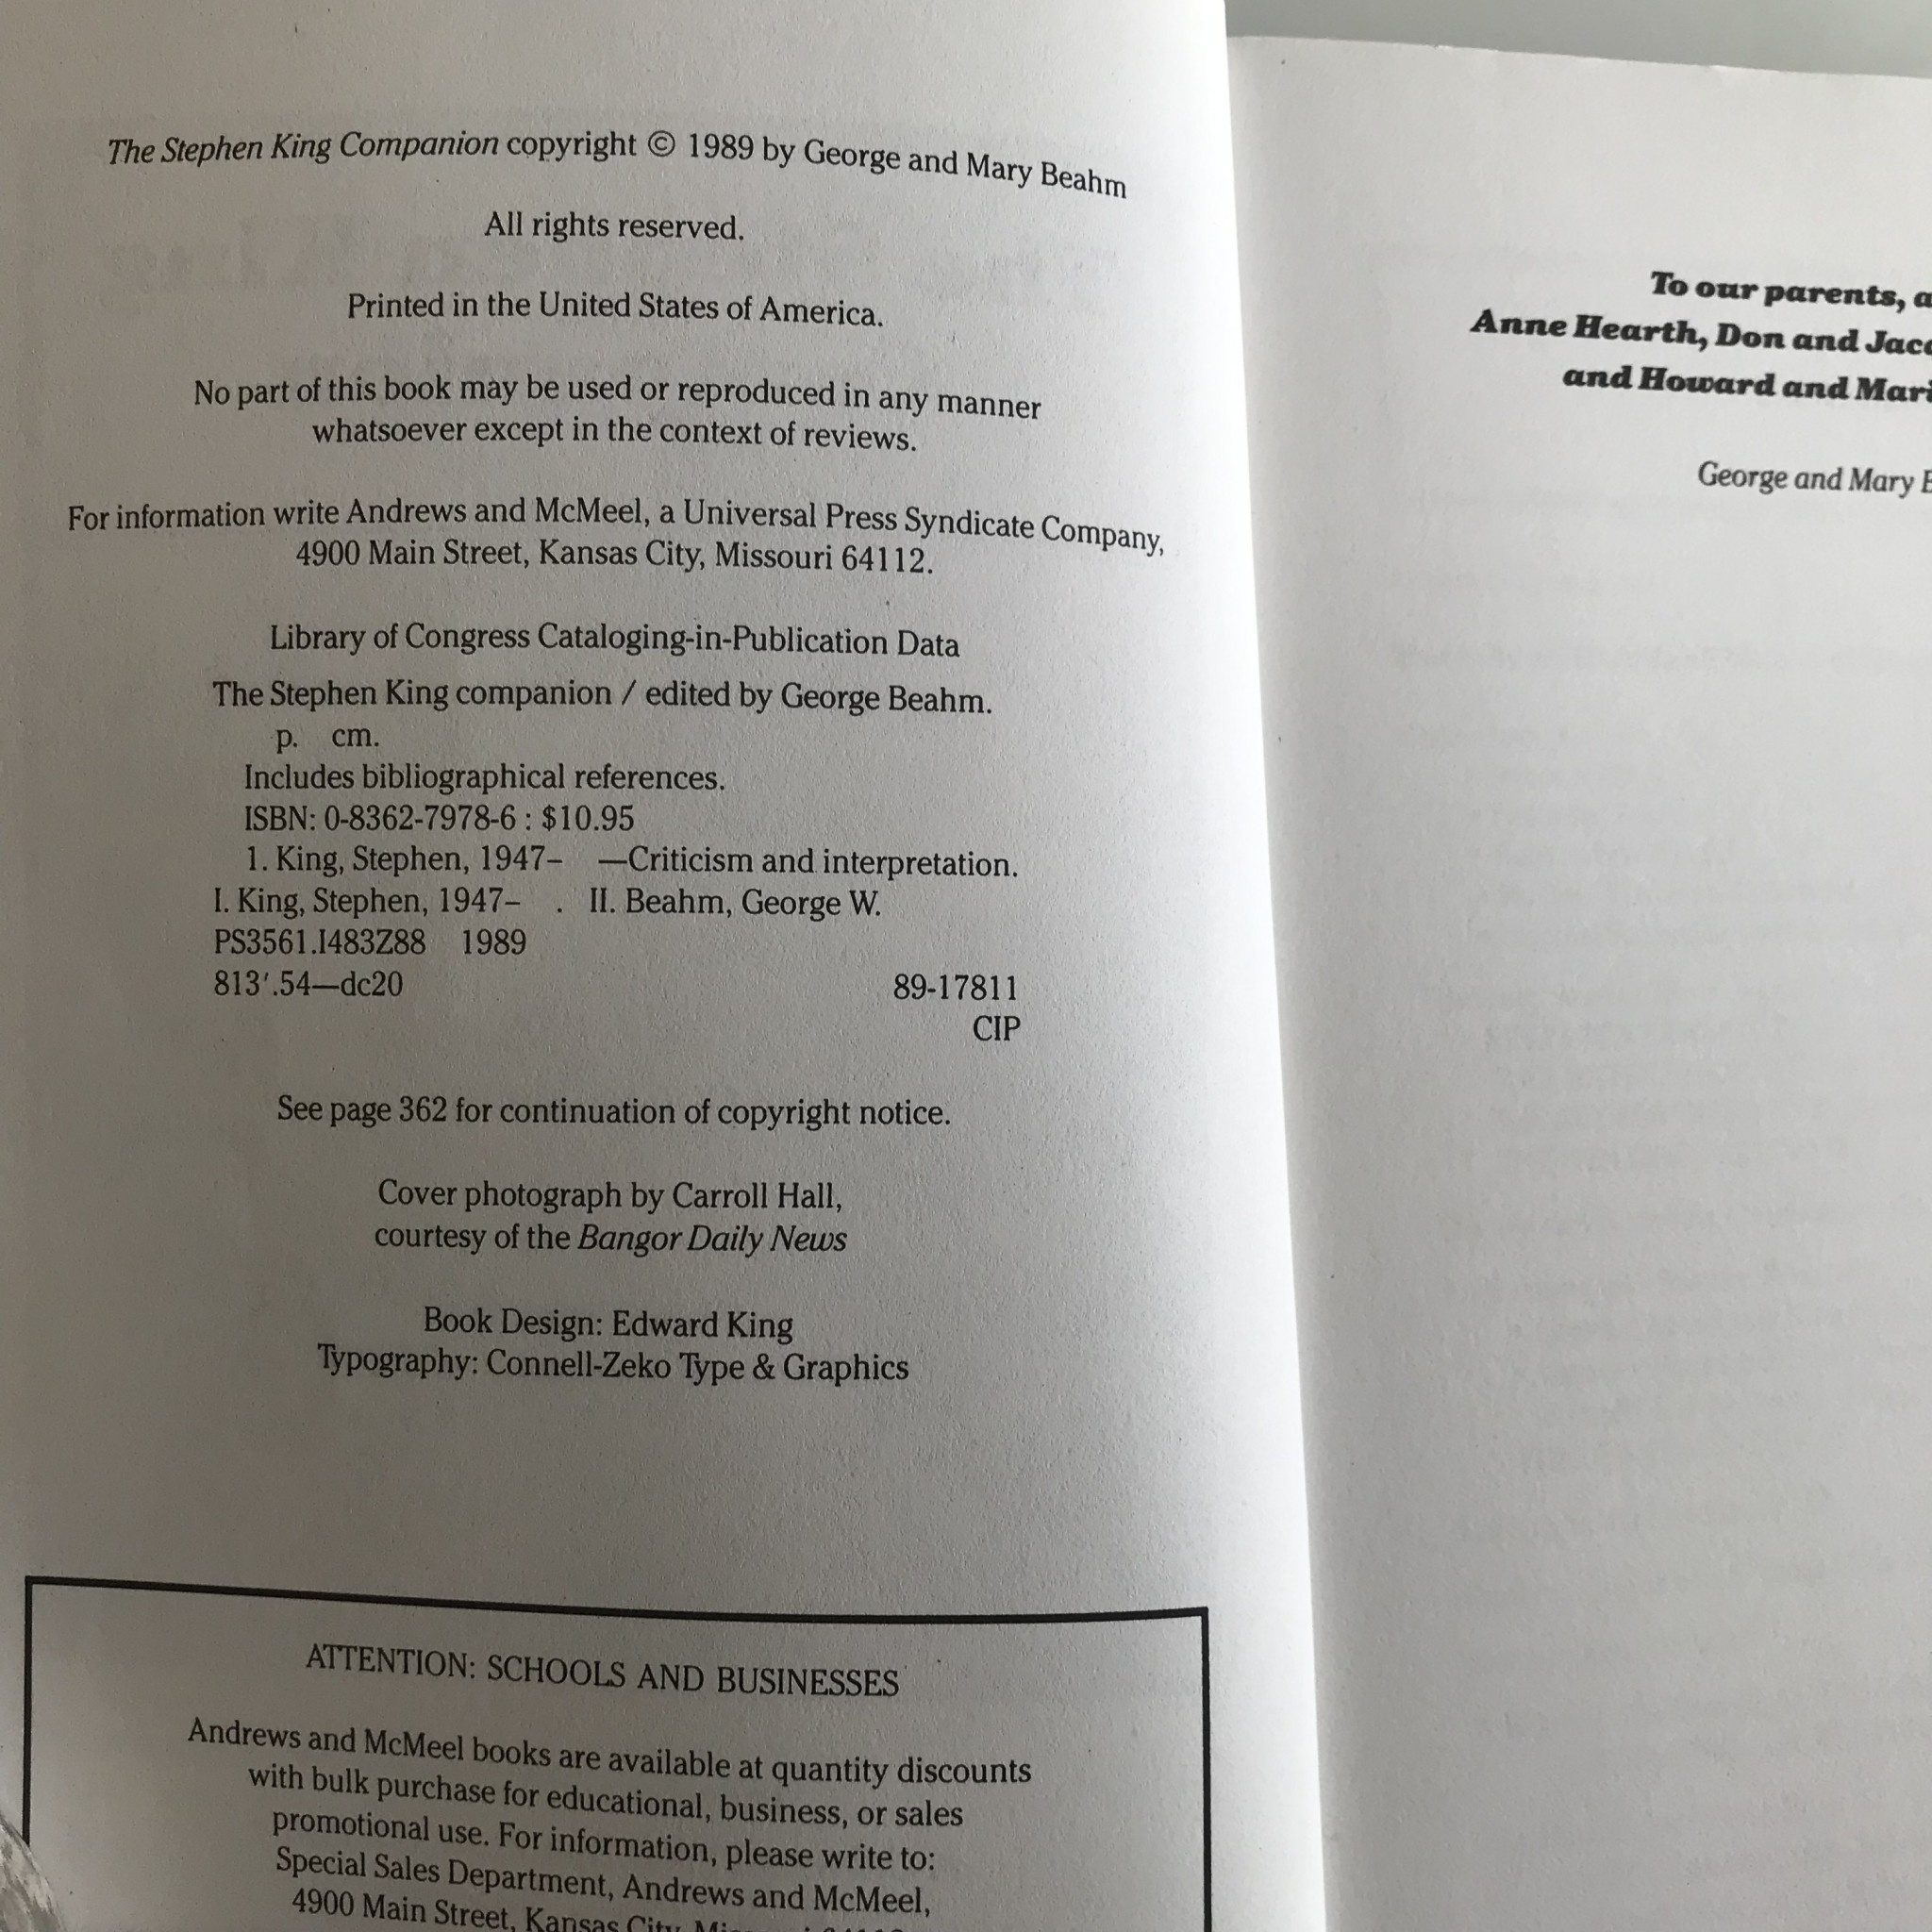 The Stephen King Companion copyright © 1989 by George and Mary Beahm
All rights reserved.
Printed in the United States of America.
No part of this book may be used or reproduced in any manner
whatsoever except in the context of reviews.
For information write Andrews and McMeel, a Universal Press Syndicate Company,
4900 Main Street, Kansas City, Missouri 64112.
Library of Congress Cataloging-in-Publication Data
The Stephen King companion / edited by George Beahm.
p. cm.
Includes bibliographical references.
ISBN: 0-8362-7978-6 : $10.95
1. King, Stephen, 1947– —Criticism and interpretation.
I. King, Stephen, 1947– . II. Beahm, George W.
PS3561.I483Z88 1989
813′.54—dc20 89-17811
CIP
See page 362 for continuation of copyright notice.
Cover photograph by Carroll Hall,
courtesy of the Bangor Daily News
Book Design: Edward King
Typography: Connell-Zeko Type & Graphics
ATTENTION: SCHOOLS AND BUSINESSES
Andrews and McMeel books are available at quantity discounts
with bulk purchase for educational, business, or sales
promotional use. For information, please write to:
Special Sales Department, Andrews and McMeel,
4900 Main Street, Kansas City,
To our parents,
Anne Hearth, Don and
and Howard and
George and Mary